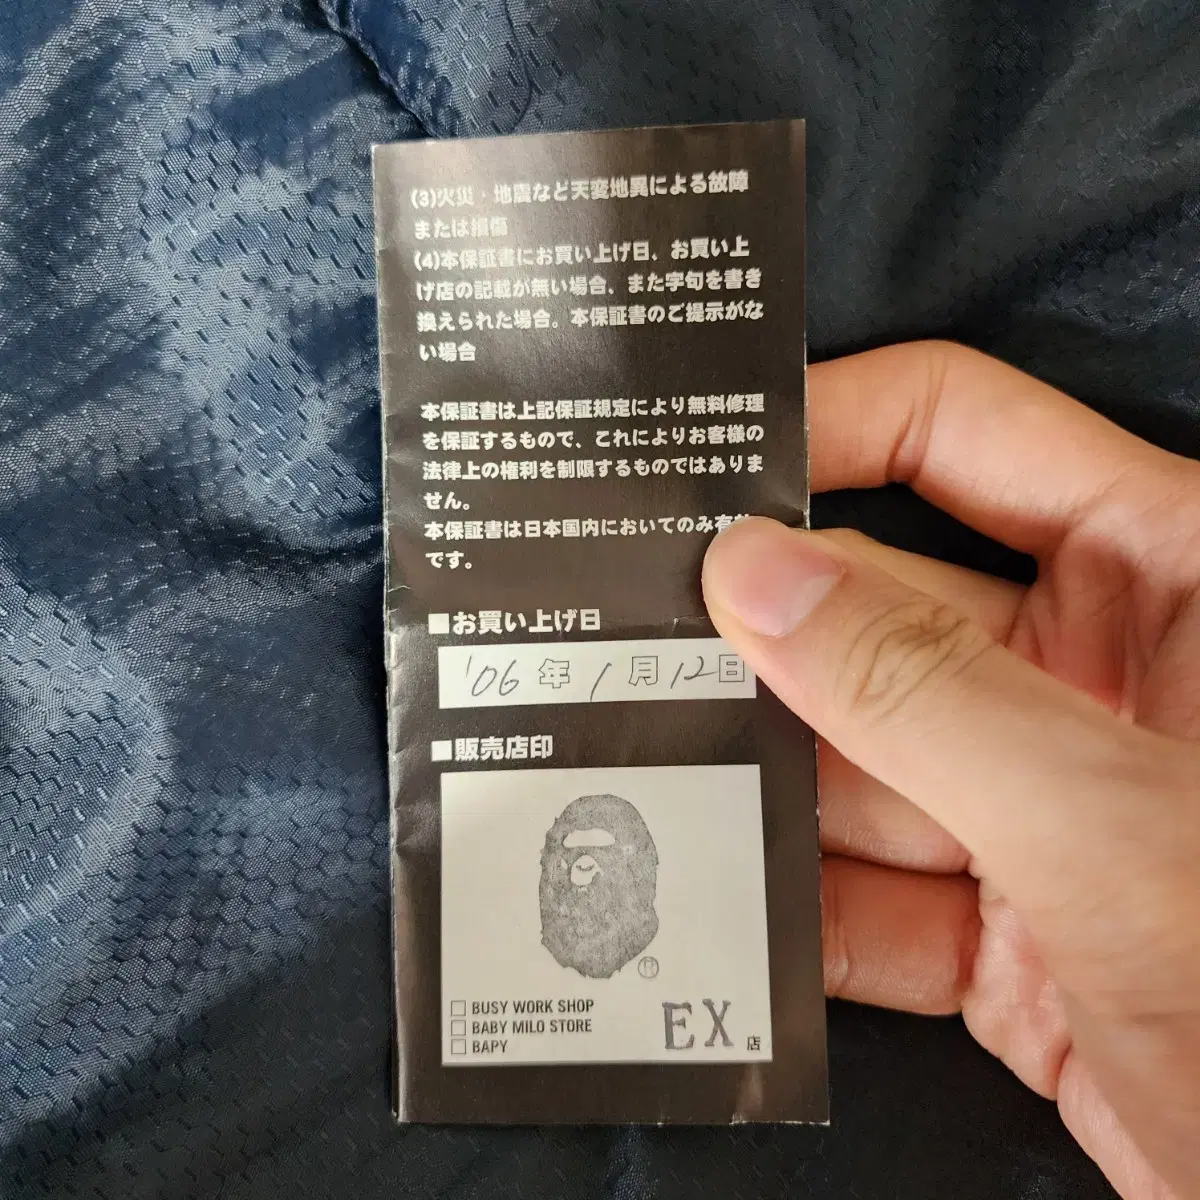 (3)火災・地震など天変地異による故障
または損傷
(4)本保証書にお買い上げ日、お買い上
げ店の記載が無い場合、また字句を書き
換えられた場合。本保証書のご提示がな
い場合
本保証書は上記保証規定により無料修理
を保証するもので、これによりお客様の
法律上の権利を制限するものではありま
せん。
本保証書は日本国内においてのみ有効
です。
■お買い上げ日
'06年1月12日
■販売店印
BUSY WORK SHOP
BABY MILO STORE
BAPY
EX店